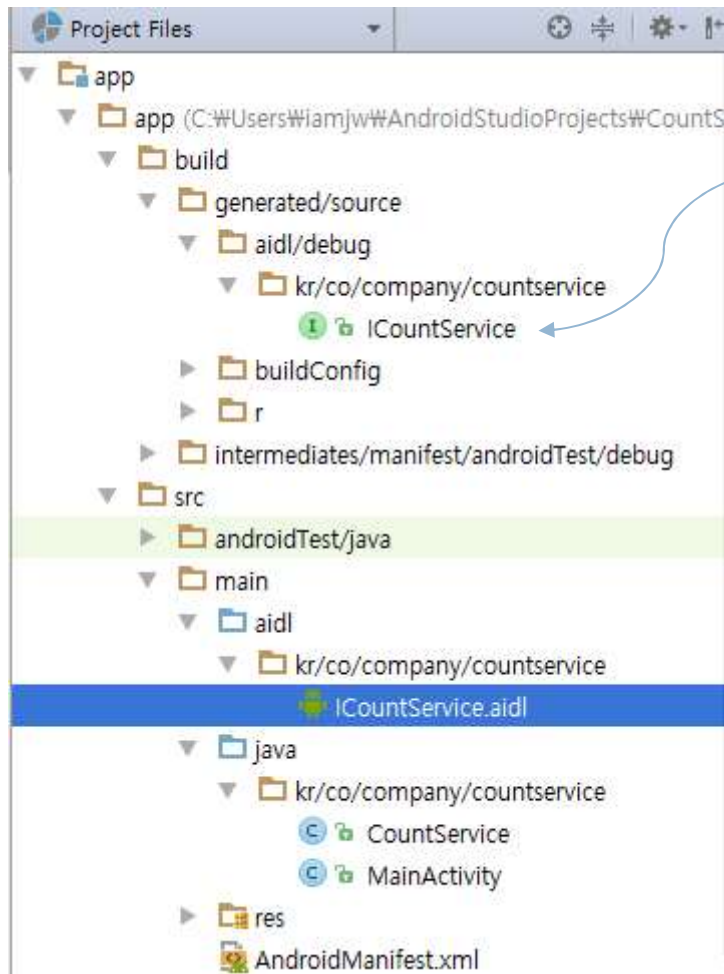 Project Files
app
app (C:₩Users₩iamjw₩AndroidStudioProjects₩CountS
build
generated/source
aidl/debug
kr/co/company/countservice
I ICountService
buildConfig
r
intermediates/manifest/androidTest/debug
src
androidTest/java
main
aidl
kr/co/company/countservice
ICountService.aidl
java
kr/co/company/countservice
C CountService
C MainActivity
res
AndroidManifest.xml